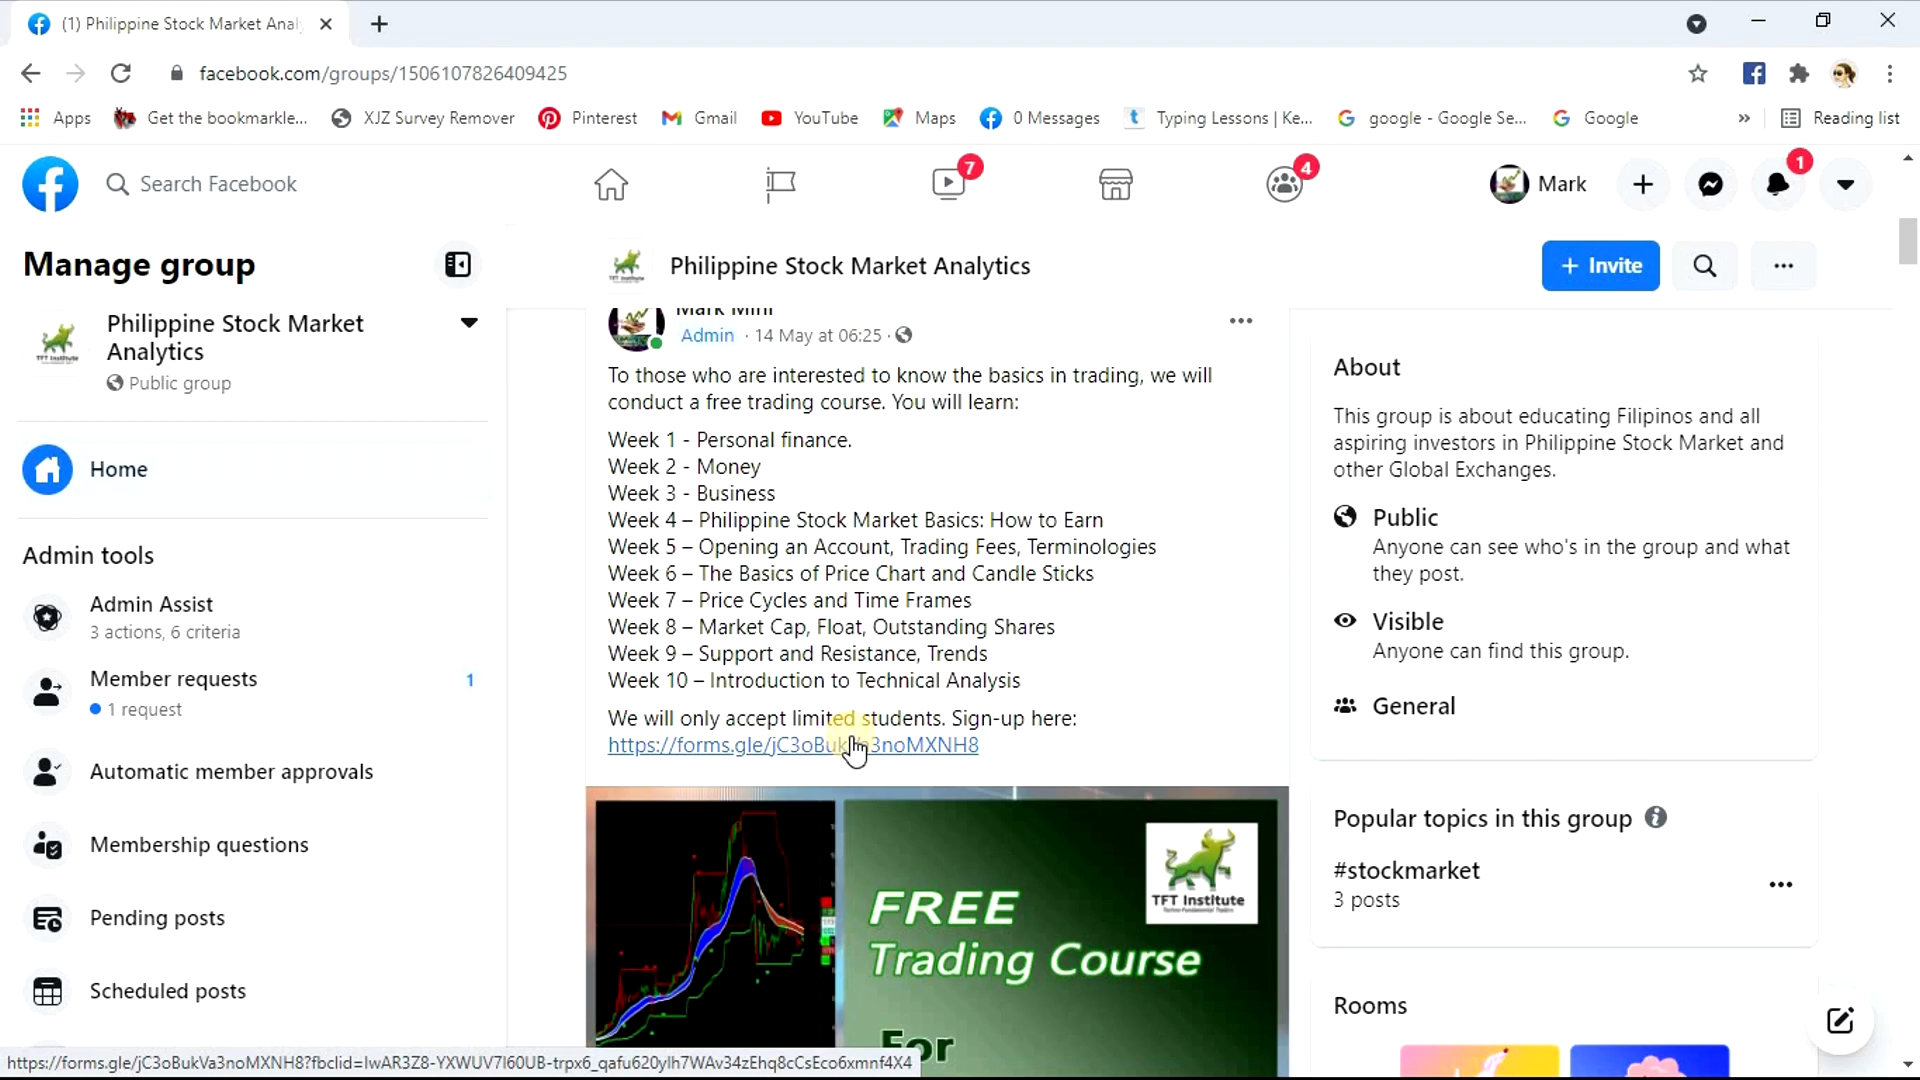 (1) Philippine Stock Market Anal
facebook.com/groups/1506107826409425
Apps
Get the bookmarkle...
XJZ Survey Remover
Pinterest
Gmail
YouTube
Maps
0 Messages
Typing Lessons | Ke...
google - Google Se...
Google
»
Reading list
Search Facebook
7
4
Mark
1
Manage group
Philippine Stock Market
Analytics
Public group
Home
Admin tools
Admin Assist
3 actions, 6 criteria
Member requests
1
1 request
Automatic member approvals
Membership questions
Pending posts
Scheduled posts
TFT Institute
Philippine Stock Market Analytics
+ Invite
Mark Mini
Admin · 14 May at 06:25 ·
To those who are interested to know the basics in trading, we will
conduct a free trading course. You will learn:
Week 1 - Personal finance.
Week 2 - Money
Week 3 - Business
Week 4 – Philippine Stock Market Basics: How to Earn
Week 5 – Opening an Account, Trading Fees, Terminologies
Week 6 – The Basics of Price Chart and Candle Sticks
Week 7 – Price Cycles and Time Frames
Week 8 – Market Cap, Float, Outstanding Shares
Week 9 – Support and Resistance, Trends
Week 10 – Introduction to Technical Analysis
We will only accept limited students. Sign-up here:
https://forms.gle/jC3oBukVa3noMXNH8
FREE
Trading Course
For
TFT Institute
Techno-Fundamental Traders
About
This group is about educating Filipinos and all
aspiring investors in Philippine Stock Market and
other Global Exchanges.
Public
Anyone can see who's in the group and what
they post.
Visible
Anyone can find this group.
General
Popular topics in this group
#stockmarket
3 posts
Rooms
https://forms.gle/jC3oBukVa3noMXNH8?fbclid=IwAR3Z8-YXWUV7I60UB-trpx6_qafu620ylh7WAv34zEhq8cCsEco6xmnf4X4